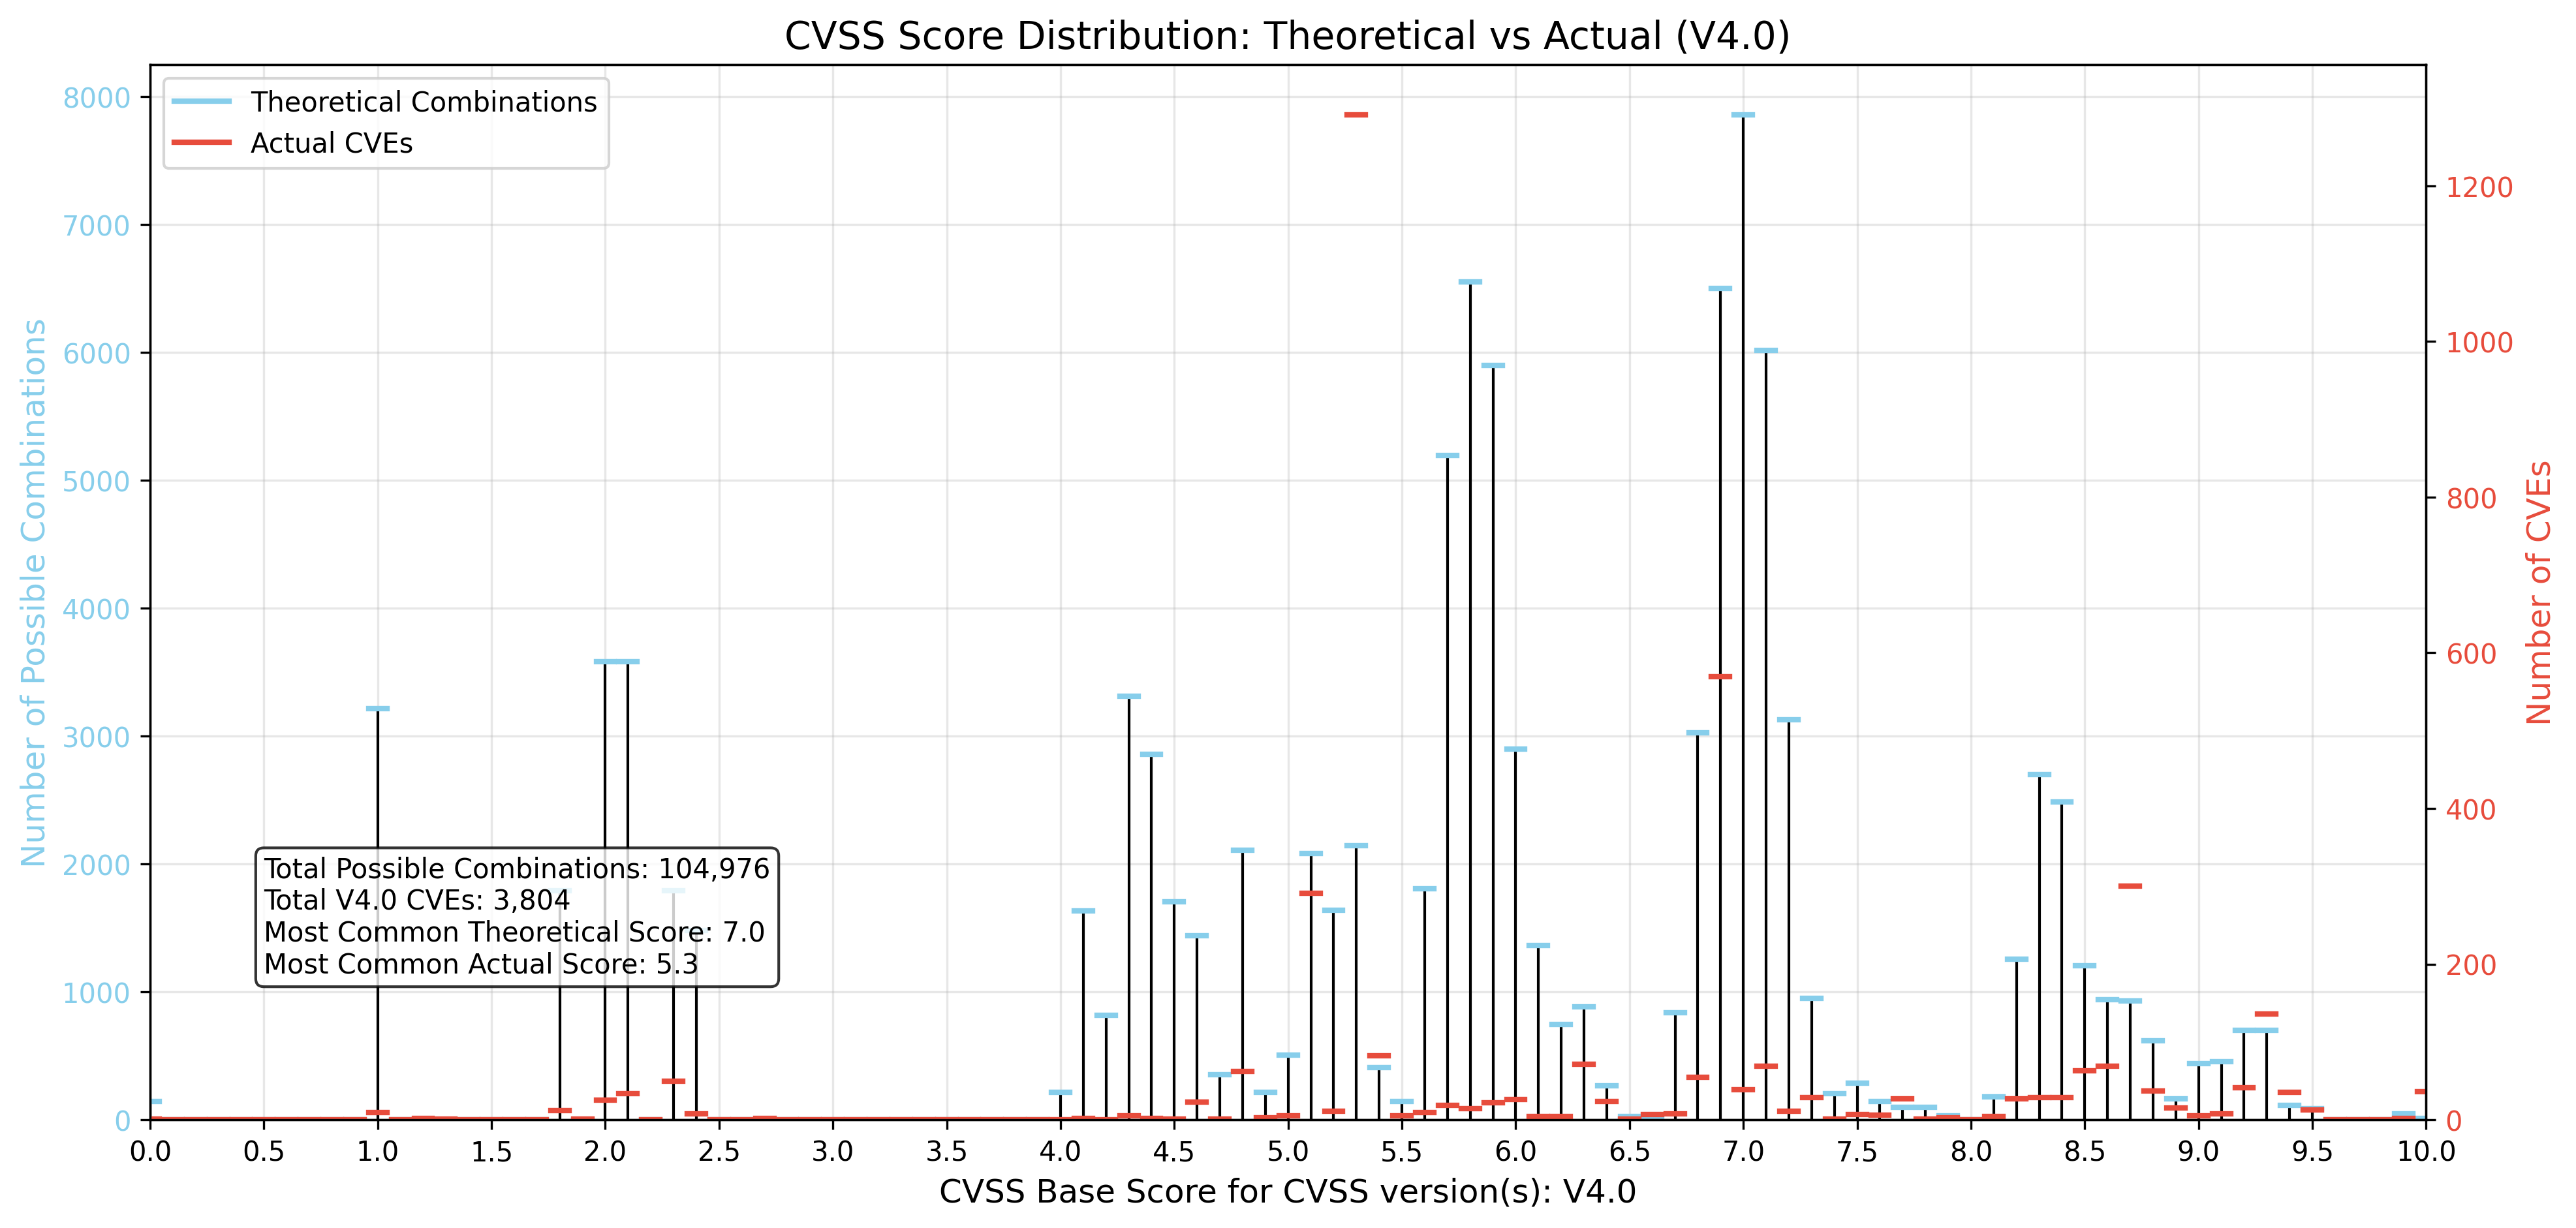 CVSS Score Distribution: Theoretical vs Actual (V4.0)
Theoretical Combinations
Actual CVEs
Number of Possible Combinations
8000
7000
6000
5000
4000
3000
2000
1000
0
Total Possible Combinations: 104,976
Total V4.0 CVEs: 3,804
Most Common Theoretical Score: 7.0
Most Common Actual Score: 5.3
1200
1000
800
600
400
200
0
Number of CVEs
0.0 0.5 1.0 1.5 2.0 2.5 3.0 3.5 4.0 4.5 5.0 5.5 6.0 6.5 7.0 7.5 8.0 8.5 9.0 9.5 10.0
CVSS Base Score for CVSS version(s): V4.0